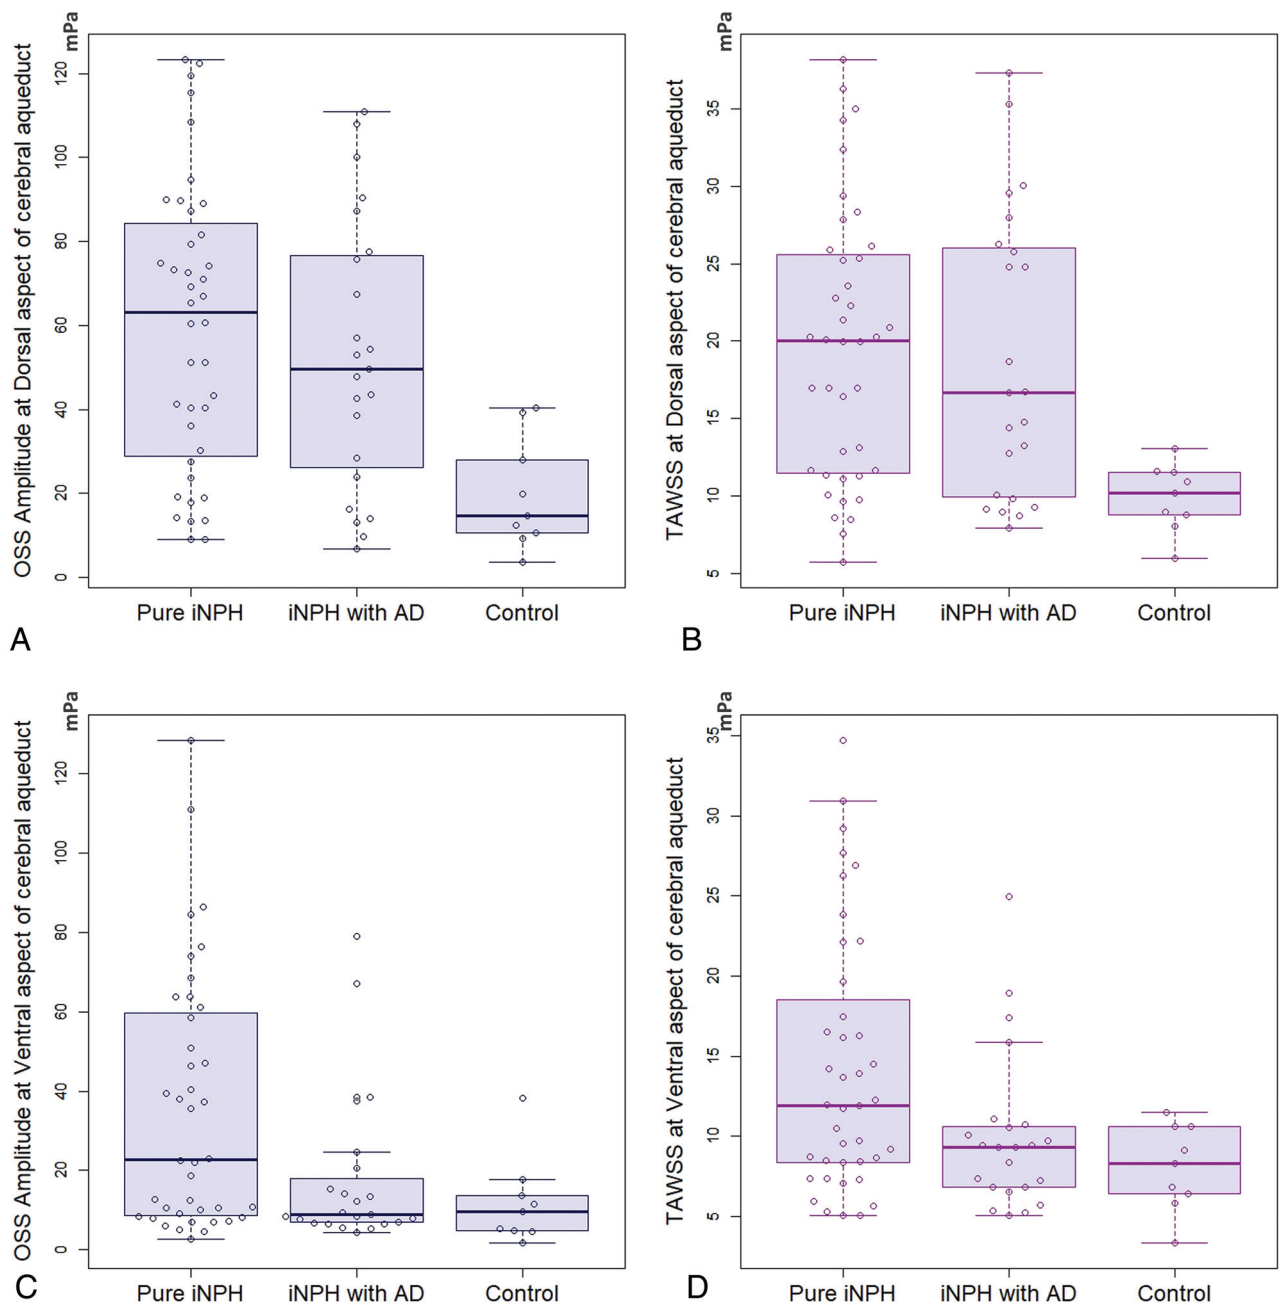 mPa
OSS Amplitude at Dorsal aspect of cerebral aqueduct
120
100
80
60
40
20
0
Pure iNPH iNPH with AD Control
A
mPa
TAWSS at Dorsal aspect of cerebral aqueduct
35
30
25
20
15
10
5
Pure iNPH iNPH with AD Control
B
mPa
OSS Amplitude at Ventral aspect of cerebral aqueduct
120
100
80
60
40
20
0
Pure iNPH iNPH with AD Control
C
mPa
TAWSS at Ventral aspect of cerebral aqueduct
35
30
25
20
15
10
5
Pure iNPH iNPH with AD Control
D